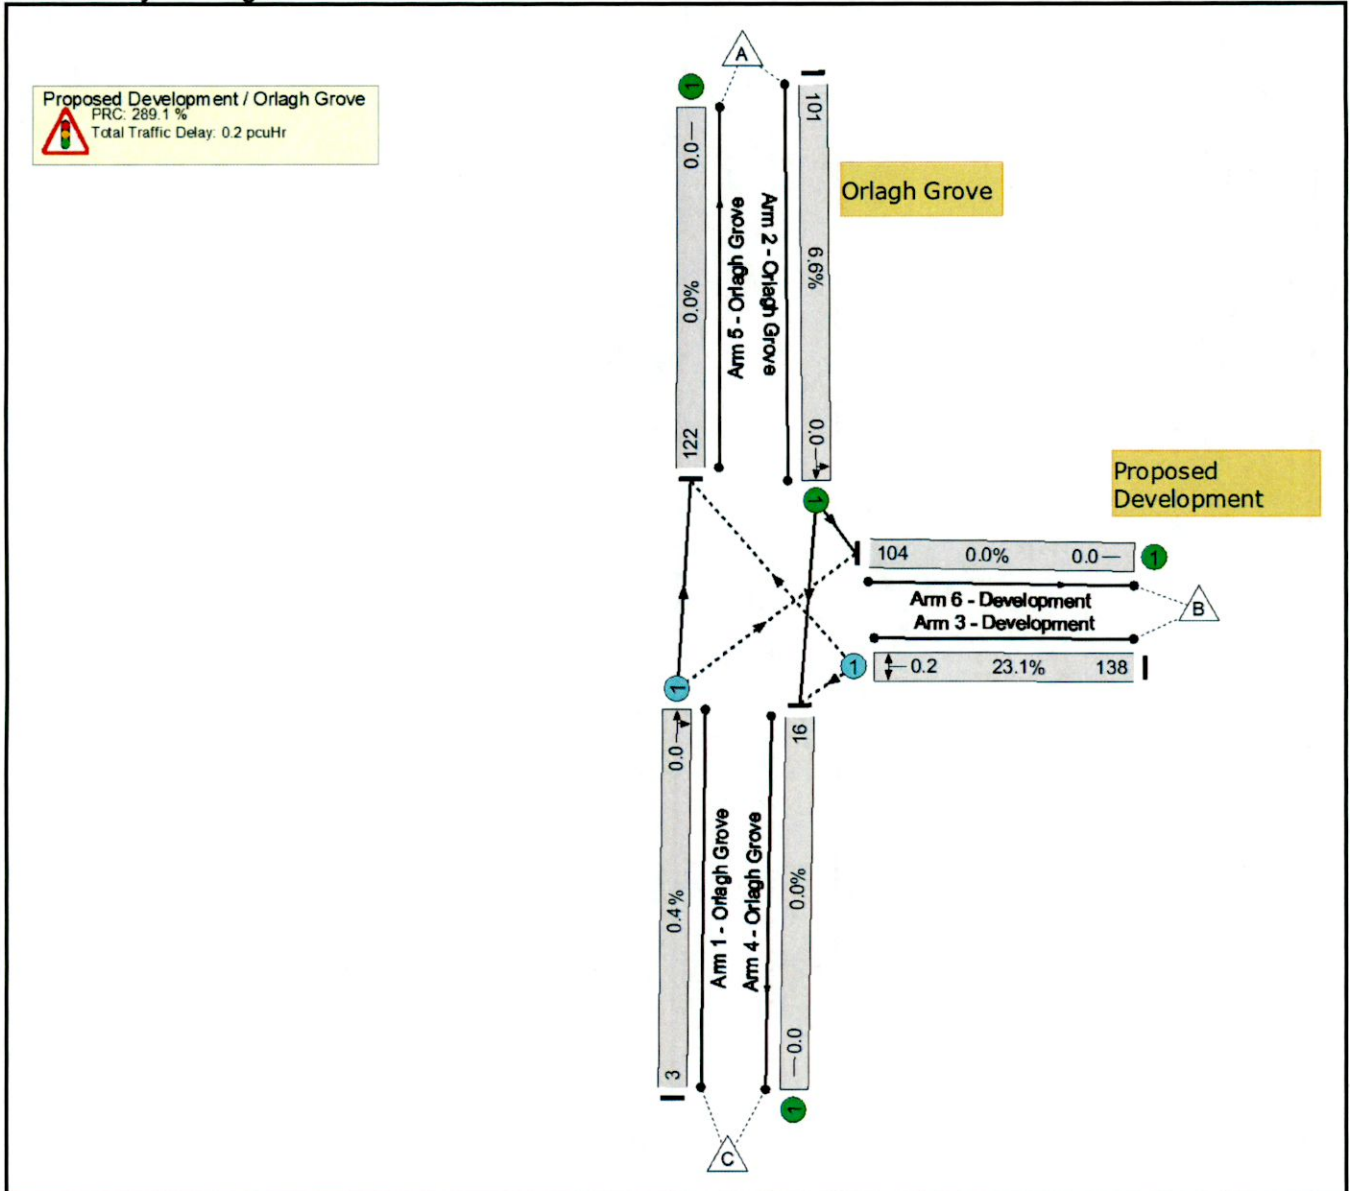 Proposed Development / Orlagh Grove
PRC: 289.1 %
Total Traffic Delay: 0.2 pcuHr
A
1
0.0
0.0%
122
Arm 5 - Orlagh Grove
Arm 2 - Orlagh Grove
101
6.6%
0.0
1
Orlagh Grove
Proposed
Development
104 0.0% 0.0
1
Arm 6 - Development
Arm 3 - Development
B
1
0.2 23.1% 138
1
0.0
0.4%
3
Arm 1 - Orlagh Grove
Arm 4 - Orlagh Grove
16
0.0%
0.0
1
C